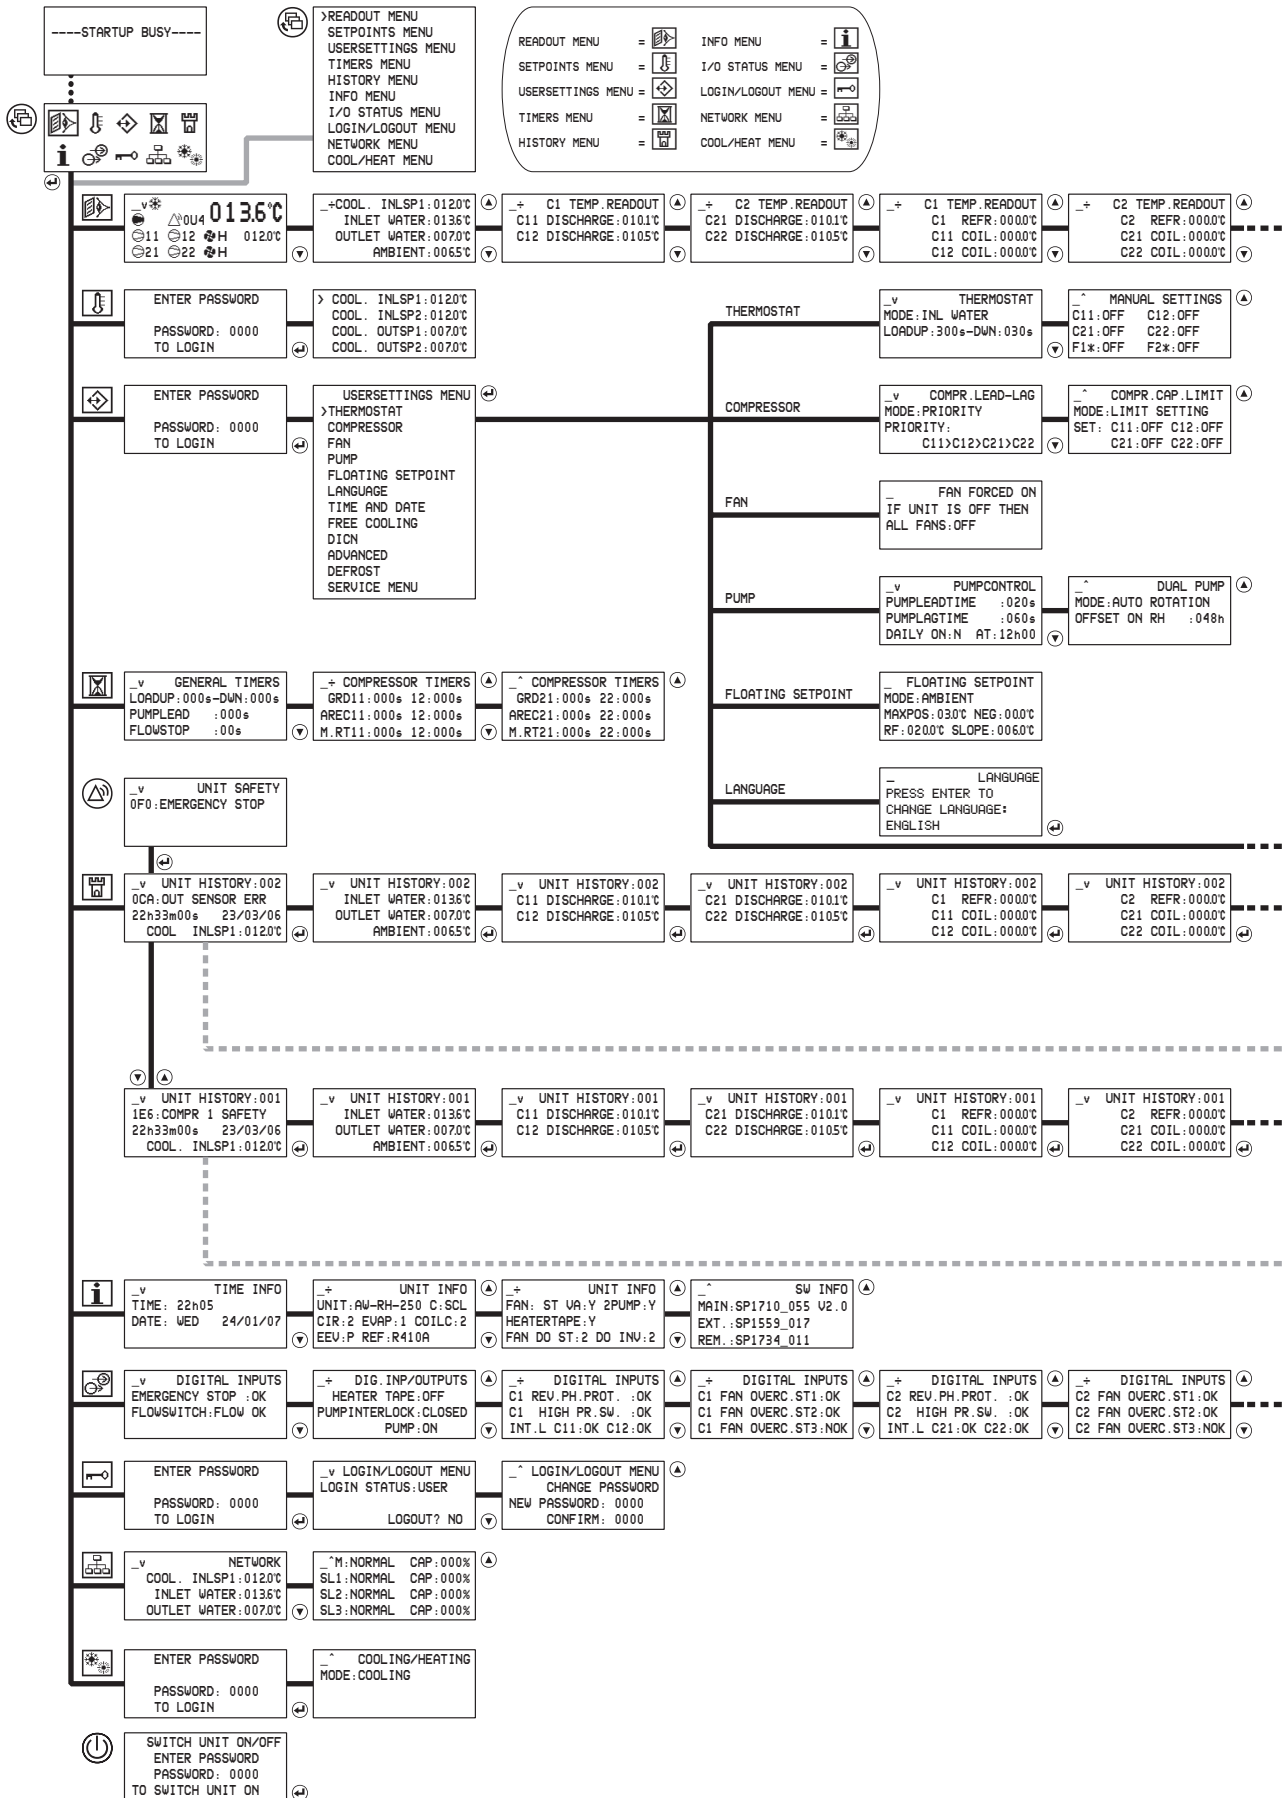 ----STARTUP BUSY----
>READOUT MENU
SETPOINTS MENU
USERSETTINGS MENU
TIMERS MENU
HISTORY MENU
INFO MENU
I/O STATUS MENU
LOGIN/LOGOUT MENU
NETWORK MENU
COOL/HEAT MENU
READOUT MENU =
INFO MENU =
SETPOINTS MENU =
I/O STATUS MENU =
USERSETTINGS MENU =
LOGIN/LOGOUT MENU =
TIMERS MENU =
NETWORK MENU =
HISTORY MENU =
COOL/HEAT MENU =
_v
0U4 013.6°C
11 12 H 012.0°C
21 22 H
_÷COOL. INLSP1:012.0°C
INLET WATER:013.6°C
OUTLET WATER:007.0°C
AMBIENT:006.5°C
_÷ C1 TEMP.READOUT
C11 DISCHARGE:010.1°C
C12 DISCHARGE:010.5°C
_÷ C2 TEMP.READOUT
C21 DISCHARGE:010.1°C
C22 DISCHARGE:010.5°C
_÷ C1 TEMP.READOUT
C1 REFR:000.0°C
C11 COIL:000.0°C
C12 COIL:000.0°C
_÷ C2 TEMP.READOUT
C2 REFR:000.0°C
C21 COIL:000.0°C
C22 COIL:000.0°C
ENTER PASSWORD
PASSWORD: 0000
TO LOGIN
> COOL. INLSP1:012.0°C
COOL. INLSP2:012.0°C
COOL. OUTSP1:007.0°C
COOL. OUTSP2:007.0°C
ENTER PASSWORD
PASSWORD: 0000
TO LOGIN
USERSETTINGS MENU
>THERMOSTAT
COMPRESSOR
FAN
PUMP
FLOATING SETPOINT
LANGUAGE
TIME AND DATE
FREE COOLING
DICN
ADVANCED
DEFROST
SERVICE MENU
THERMOSTAT
_v THERMOSTAT
MODE:INL WATER
LOADUP:300s-DWN:030s
_^ MANUAL SETTINGS
C11:OFF C12:OFF
C21:OFF C22:OFF
F1*:OFF F2*:OFF
COMPRESSOR
_v COMPR.LEAD-LAG
MODE:PRIORITY
PRIORITY:
C11>C12>C21>C22
_^ COMPR.CAP.LIMIT
MODE:LIMIT SETTING
SET: C11:OFF C12:OFF
C21:OFF C22:OFF
FAN
_ FAN FORCED ON
IF UNIT IS OFF THEN
ALL FANS:OFF
PUMP
_v PUMPCONTROL
PUMPLEADTIME :020s
PUMPLAGTIME :060s
DAILY ON:N AT:12h00
_^ DUAL PUMP
MODE:AUTO ROTATION
OFFSET ON RH :048h
FLOATING SETPOINT
_ FLOATING SETPOINT
MODE:AMBIENT
MAXPOS:03.0°C NEG:00.0°C
RF:020.0°C SLOPE:006.0°C
LANGUAGE
_ LANGUAGE
PRESS ENTER TO
CHANGE LANGUAGE:
ENGLISH
_v GENERAL TIMERS
LOADUP:000s-DWN:000s
PUMPLEAD :000s
FLOWSTOP :00s
_÷ COMPRESSOR TIMERS
GRD11:000s 12:000s
AREC11:000s 12:000s
M.RT11:000s 12:000s
_^ COMPRESSOR TIMERS
GRD21:000s 22:000s
AREC21:000s 22:000s
M.RT21:000s 22:000s
_v UNIT SAFETY
0F0:EMERGENCY STOP
_v UNIT HISTORY:002
0CA:OUT SENSOR ERR
22h33m00s 23/03/06
COOL INLSP1:012.0°C
_v UNIT HISTORY:002
INLET WATER:013.6°C
OUTLET WATER:007.0°C
AMBIENT:006.5°C
_v UNIT HISTORY:002
C11 DISCHARGE:010.1°C
C12 DISCHARGE:010.5°C
_v UNIT HISTORY:002
C21 DISCHARGE:010.1°C
C22 DISCHARGE:010.5°C
_v UNIT HISTORY:002
C1 REFR:000.0°C
C11 COIL:000.0°C
C12 COIL:000.0°C
_v UNIT HISTORY:002
C2 REFR:000.0°C
C21 COIL:000.0°C
C22 COIL:000.0°C
_v UNIT HISTORY:001
1E6:COMPR 1 SAFETY
22h33m00s 23/03/06
COOL. INLSP1:012.0°C
_v UNIT HISTORY:001
INLET WATER:013.6°C
OUTLET WATER:007.0°C
AMBIENT:006.5°C
_v UNIT HISTORY:001
C11 DISCHARGE:010.1°C
C12 DISCHARGE:010.5°C
_v UNIT HISTORY:001
C21 DISCHARGE:010.1°C
C22 DISCHARGE:010.5°C
_v UNIT HISTORY:001
C1 REFR:000.0°C
C11 COIL:000.0°C
C12 COIL:000.0°C
_v UNIT HISTORY:001
C2 REFR:000.0°C
C21 COIL:000.0°C
C22 COIL:000.0°C
_v TIME INFO
TIME: 22h05
DATE: WED 24/01/07
_÷ UNIT INFO
UNIT:AW-RH-250 C:SCL
CIR:2 EVAP:1 COILC:2
EEV:P REF:R410A
_÷ UNIT INFO
FAN: ST VA:Y 2PUMP:Y
HEATERTAPE:Y
FAN DO ST:2 DO INV:2
_^ SW INFO
MAIN:SP1710_055 V2.0
EXT.:SP1559_017
REM.:SP1734_011
_v DIGITAL INPUTS
EMERGENCY STOP :OK
FLOWSWITCH:FLOW OK
_÷ DIG.INP/OUTPUTS
HEATER TAPE:OFF
PUMPINTERLOCK:CLOSED
PUMP:ON
_÷ DIGITAL INPUTS
C1 REV.PH.PROT. :OK
C1 HIGH PR.SW. :OK
INT.L C11:OK C12:OK
_÷ DIGITAL INPUTS
C1 FAN OVERC.ST1:OK
C1 FAN OVERC.ST2:OK
C1 FAN OVERC.ST3:NOK
_÷ DIGITAL INPUTS
C2 REV.PH.PROT. :OK
C2 HIGH PR.SW. :OK
INT.L C21:OK C22:OK
_÷ DIGITAL INPUTS
C2 FAN OVERC.ST1:OK
C2 FAN OVERC.ST2:OK
C2 FAN OVERC.ST3:NOK
ENTER PASSWORD
PASSWORD: 0000
TO LOGIN
_v LOGIN/LOGOUT MENU
LOGIN STATUS:USER
LOGOUT? NO
_^ LOGIN/LOGOUT MENU
CHANGE PASSWORD
NEW PASSWORD: 0000
CONFIRM: 0000
_v NETWORK
COOL. INLSP1:012.0°C
INLET WATER:013.6°C
OUTLET WATER:007.0°C
_^M:NORMAL CAP:000%
SL1:NORMAL CAP:000%
SL2:NORMAL CAP:000%
SL3:NORMAL CAP:000%
ENTER PASSWORD
PASSWORD: 0000
TO LOGIN
_^ COOLING/HEATING
MODE:COOLING
SWITCH UNIT ON/OFF
ENTER PASSWORD
PASSWORD: 0000
TO SWITCH UNIT ON